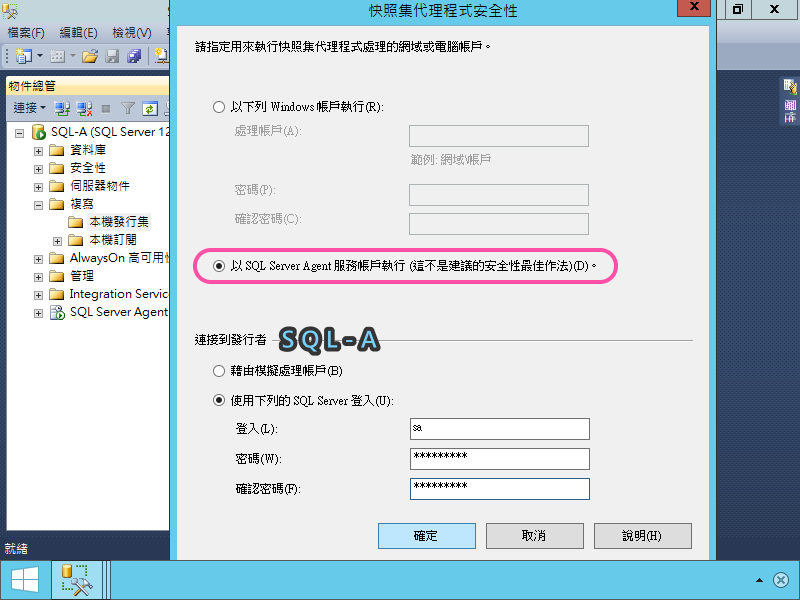 快照集代理程式安全性
檔案(F) 編輯(E) 檢視(V)
物件總管
連接
SQL-A (SQL Server 12
資料庫
安全性
伺服器物件
複寫
本機發行集
本機訂閱
AlwaysOn 高可用性
管理
Integration Servic
SQL Server Agent
請指定用來執行快照集代理程式處理的網域或電腦帳戶。
以下列 Windows 帳戶執行(R):
處理帳戶(A):
範例: 網域\帳戶
密碼(P):
確認密碼(C):
以 SQL Server Agent 服務帳戶執行 (這不是建議的安全性最佳作法)(D)。
連接到發行者 SQL-A
藉由模擬處理帳戶(B)
使用下列的 SQL Server 登入(U):
登入(L): sa
密碼(W): *********
確認密碼(F): *********
確定 取消 說明(H)
屬性
就緒